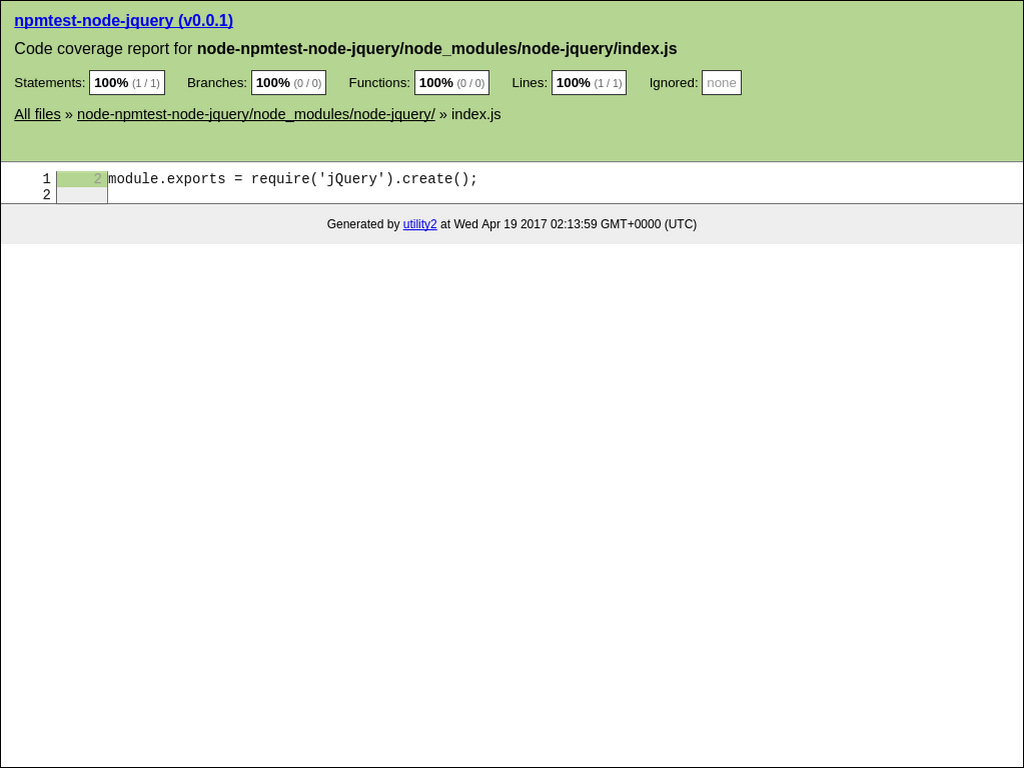 npmtest-node-jquery (v0.0.1)
Code coverage report for node-npmtest-node-jquery/node_modules/node-jquery/index.js
Statements: 100% (1 / 1) Branches: 100% (0 / 0) Functions: 100% (0 / 0) Lines: 100% (1 / 1) Ignored: none
All files » node-npmtest-node-jquery/node_modules/node-jquery/ » index.js
1 2 module.exports = require('jQuery').create();
2
Generated by utility2 at Wed Apr 19 2017 02:13:59 GMT+0000 (UTC)